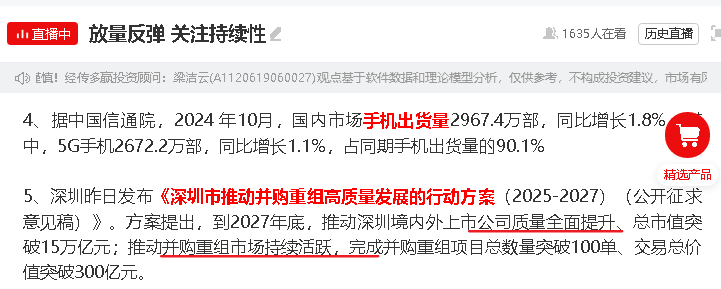 直播中 放量反弹 关注持续性 1635人在看 历史直播
值! 经传多赢投资顾问：梁洁云(A1120619060027)观点基于软件数据和理论模型分析，仅供参考，不构成投资建议，市场有风
4、据中国信通院，2024 年10月，国内市场手机出货量2967.4万部，同比增长1.8%，
中，5G手机2672.2万部，同比增长1.1%，占同期手机出货量的90.1%
精选产品
5、深圳昨日发布《深圳市推动并购重组高质量发展的行动方案（2025-2027）（公开征求
意见稿）》。方案提出，到2027年底，推动深圳境内外上市公司质量全面提升、总市值突
破15万亿元；推动并购重组市场持续活跃，完成并购重组项目总数量突破100单、交易总价
值突破300亿元。